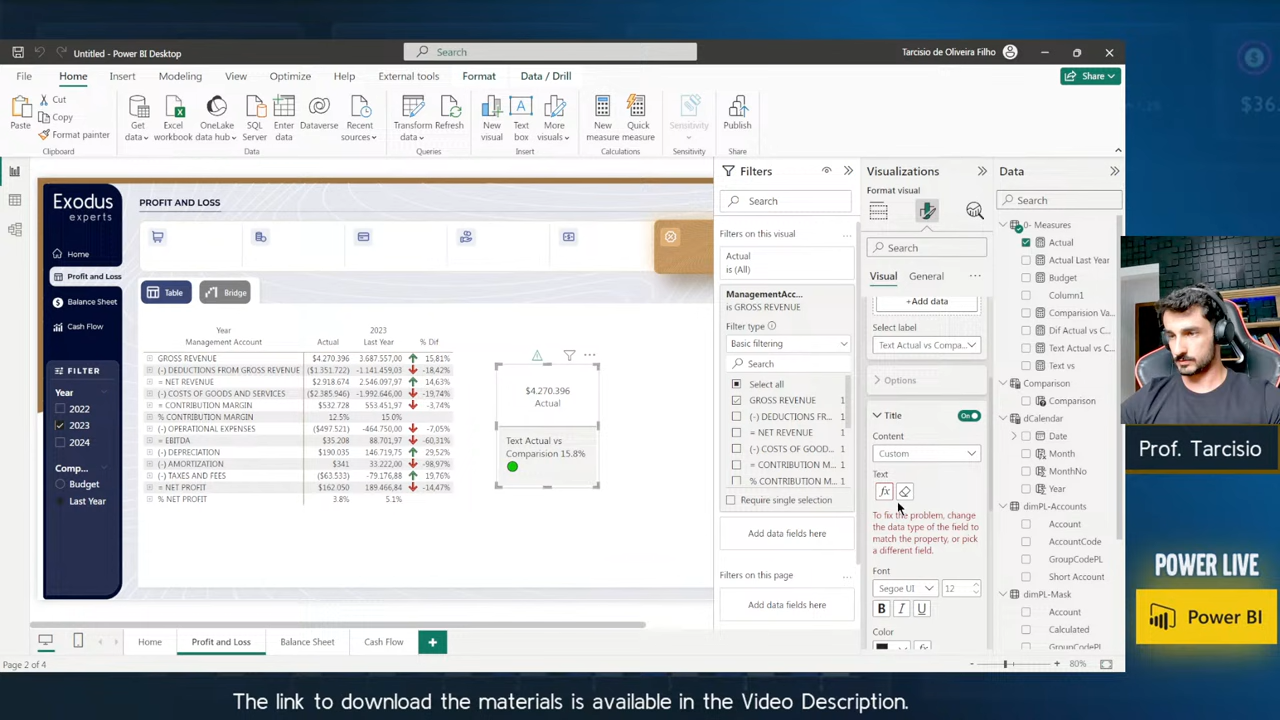 Untitled - Power BI Desktop
Search
Tarcisio de Oliveira Filho
File
Home
Insert
Modeling
View
Optimize
Help
External tools
Format
Data / Drill
Share
Paste
Cut
Copy
Format painter
Clipboard
Get data
Excel workbook
OneLake data hub
SQL Server
Enter data
Dataverse
Recent sources
Data
Transform data
Refresh
Queries
New visual
Text box
More visuals
Insert
New measure
Quick measure
Calculations
Sensitivity
Sensitivity
Publish
Share
Exodus
experts
Home
Profit and Loss
Balance Sheet
Cash Flow
FILTER
Year
2022
2023
2024
Comp...
Budget
Last Year
PROFIT AND LOSS
Table
Bridge
Year 2023
Management Account Actual Last Year % Dif
GROSS REVENUE $4.270.396 3.687.557,00 15,81%
(-) DEDUCTIONS FROM GROSS REVENUE ($1.351.722) -1.141.459,03 -18,42%
= NET REVENUE $2.918.674 2.546.097,97 14,63%
(-) COSTS OF GOODS AND SERVICES ($2.385.946) -1.992.646,00 -19,74%
= CONTRIBUTION MARGIN $532.728 553.451,97 -3,74%
% CONTRIBUTION MARGIN 12.5% 15.0%
(-) OPERATIONAL EXPENSES ($497.521) -464.750,00 -7,05%
= EBITDA $35.208 88.701,97 -60,31%
(-) DEPRECIATION $190.035 146.719,75 29,52%
(-) AMORTIZATION $341 33.222,00 -98,97%
(-) TAXES AND FEES ($63.533) -79.176,88 19,76%
= NET PROFIT $162.050 189.466,84 -14,47%
% NET PROFIT 3.8% 5.1%
$4.270.396
Actual
Text Actual vs
Comparision 15.8%
Filters
Search
Filters on this visual
Actual
is (All)
ManagementAcc...
is GROSS REVENUE
Filter type
Basic filtering
Search
Select all
GROSS REVENUE 1
(-) DEDUCTIONS FR... 1
= NET REVENUE 1
(-) COSTS OF GOOD... 1
= CONTRIBUTION M... 1
% CONTRIBUTION M... 1
Require single selection
Add data fields here
Filters on this page
Add data fields here
Visualizations
Format visual
Search
Visual
General
+Add data
Select label
Text Actual vs Compa...
Options
Title
On
Content
Custom
Text
fx
To fix the problem, change
the data type of the field to
match the property, or pick
a different field.
Font
Segoe UI
12
B I U
Color
Data
Search
0- Measures
Actual
Actual Last Year
Budget
Column1
Comparision Va...
Dif Actual vs C...
Text Actual vs C...
Text vs
Comparison
Comparison
dCalendar
Date
Month
MonthNo
Year
dimPL-Accounts
Account
AccountCode
GroupCodePL
Short Account
dimPL-Mask
Account
Calculated
GroupCodePL
Home
Profit and Loss
Balance Sheet
Cash Flow
Page 2 of 4
80%
Prof. Tarcisio
POWER LIVE
Power BI
The link to download the materials is available in the Video Description.